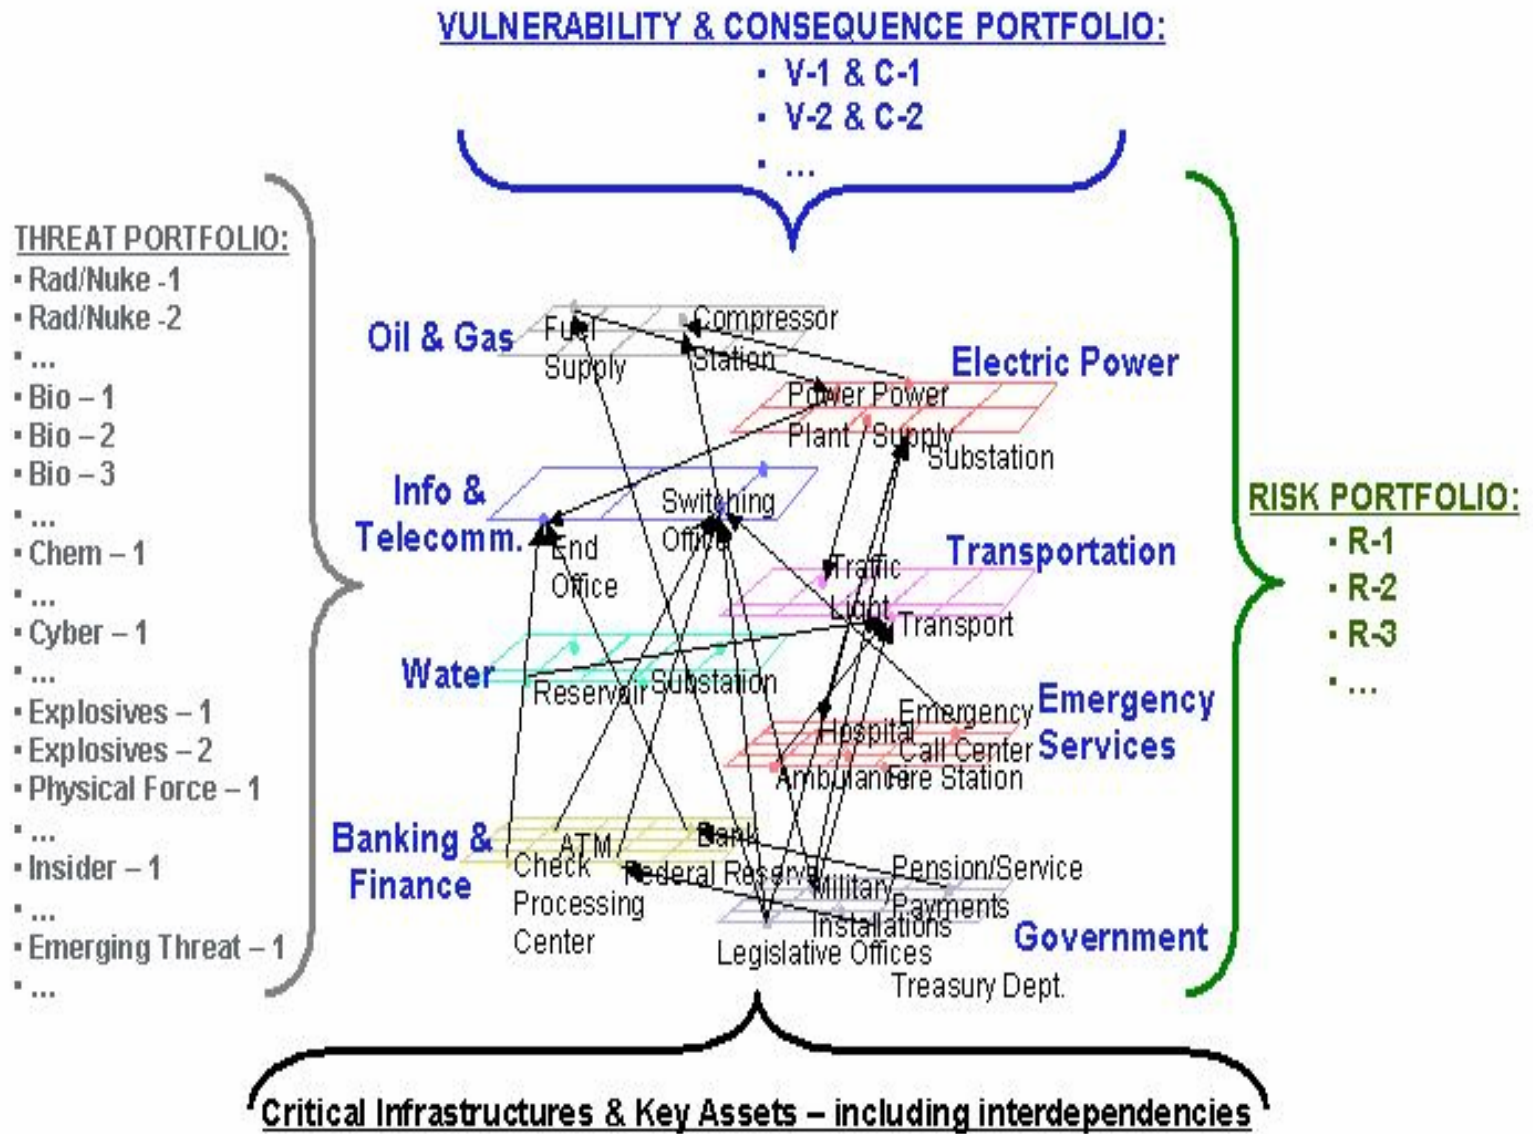 VULNERABILITY & CONSEQUENCE PORTFOLIO:
▪ V-1 & C-1
▪ V-2 & C-2
▪ ...
THREAT PORTFOLIO:
▪ Rad/Nuke -1
▪ Rad/Nuke -2
▪ ...
▪ Bio – 1
▪ Bio – 2
▪ Bio – 3
▪ ...
▪ Chem – 1
▪ ...
▪ Cyber – 1
▪ ...
▪ Explosives – 1
▪ Explosives – 2
▪ Physical Force – 1
▪ ...
▪ Insider – 1
▪ ...
▪ Emerging Threat – 1
▪ ...
Oil & Gas
Fuel
Supply
Compressor
Station
Electric Power
Power
Plant
Power
Supply
Substation
Info &
Telecomm.
End
Office
Switching
Office
Transportation
Traffic
Light
Transport
Water
Reservoir
Substation
Emergency
Services
Hospital
Emergency
Call Center
Ambulance
Fire Station
Banking &
Finance
ATM
Bank
Check
Processing
Center
Federal Reserve
Government
Military
Installations
Pension/Service
Payments
Legislative Offices
Treasury Dept.
RISK PORTFOLIO:
▪ R-1
▪ R-2
▪ R-3
▪ ...
Critical Infrastructures & Key Assets – including interdependencies